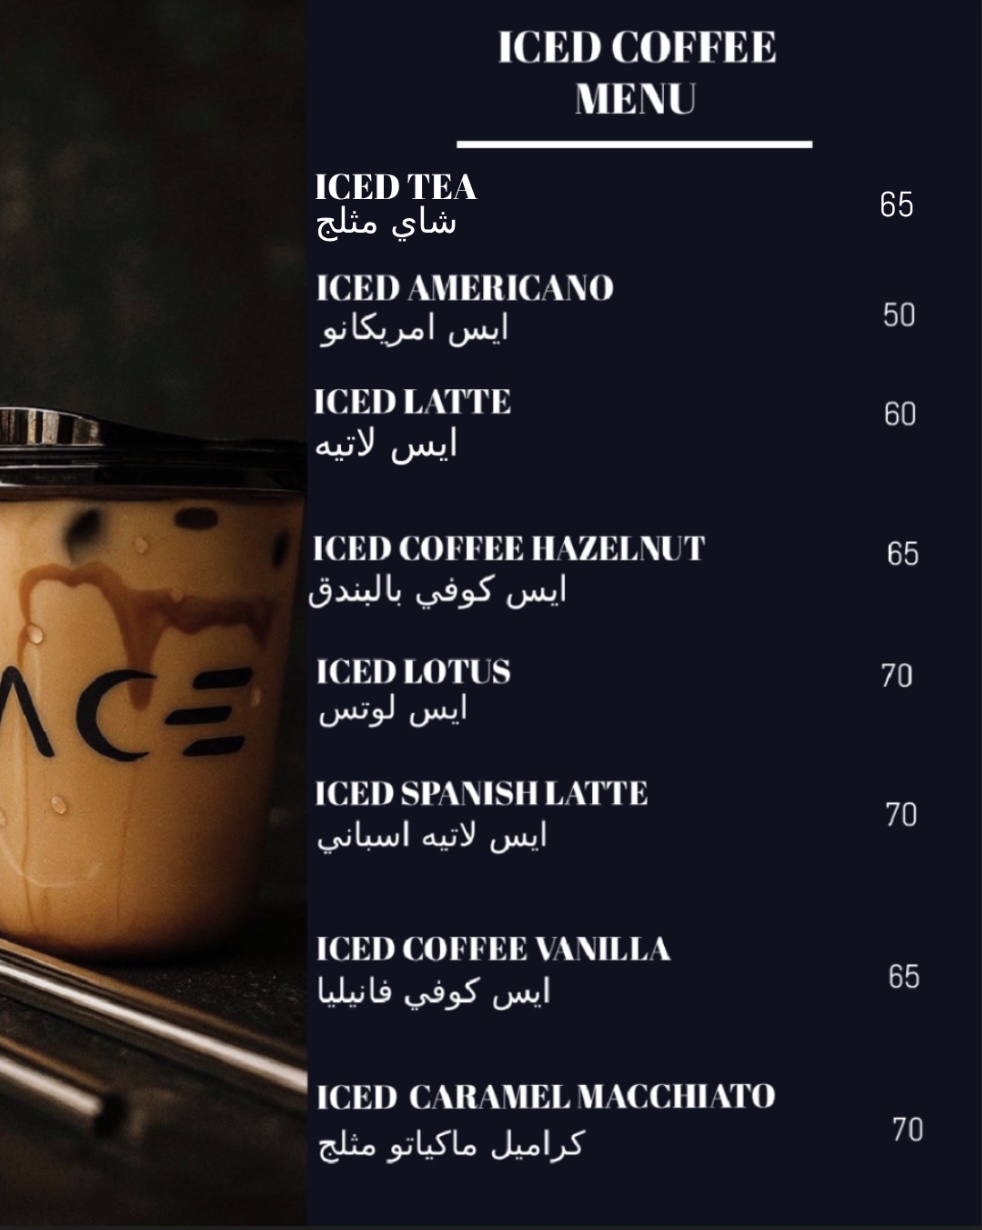 ICED COFFEE
MENU
ICED TEA
شاي مثلج
65
ICED AMERICANO
ايس امريكانو
50
ICED LATTE
ايس لاتيه
60
ICED COFFEE HAZELNUT
ايس كوفي بالبندق
65
ICED LOTUS
ايس لوتس
70
ICED SPANISH LATTE
ايس لاتيه اسباني
70
ICED COFFEE VANILLA
ايس كوفي فانيليا
65
ICED CARAMEL MACCHIATO
كراميل ماكياتو مثلج
70
ACE